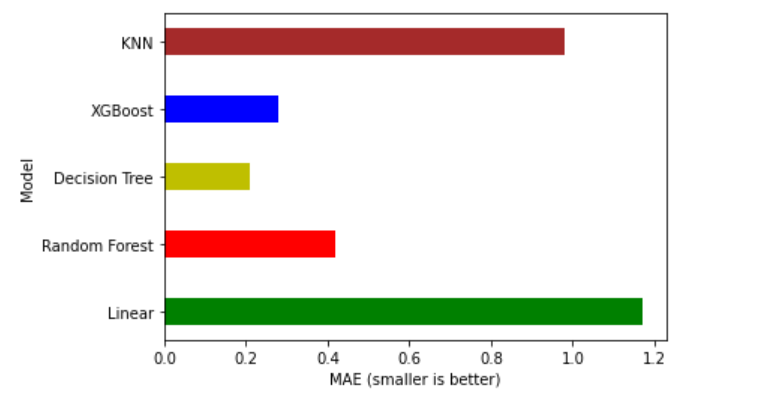 KNN
XGBoost
Decision Tree
Random Forest
Linear
Model
0.0 0.2 0.4 0.6 0.8 1.0 1.2
MAE (smaller is better)